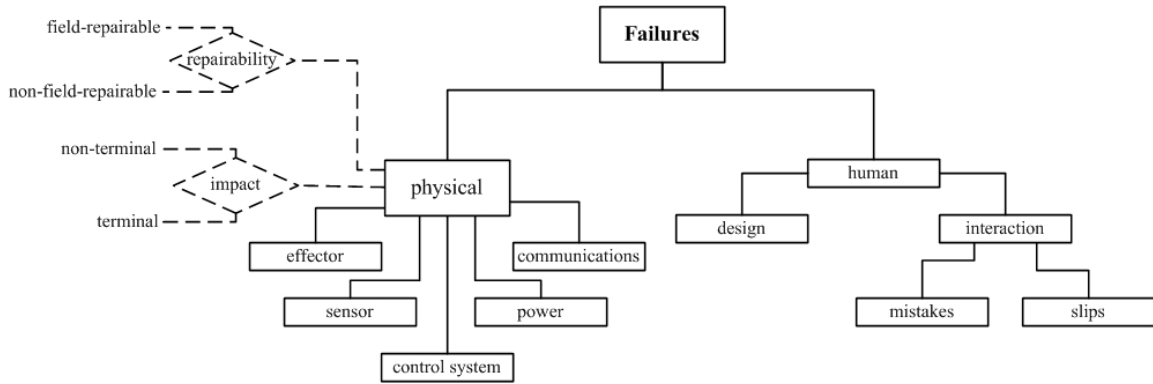 Failures
field-repairable
repairability
non-field-repairable
non-terminal
impact
terminal
physical
human
effector
communications
design
interaction
sensor
power
mistakes
slips
control system